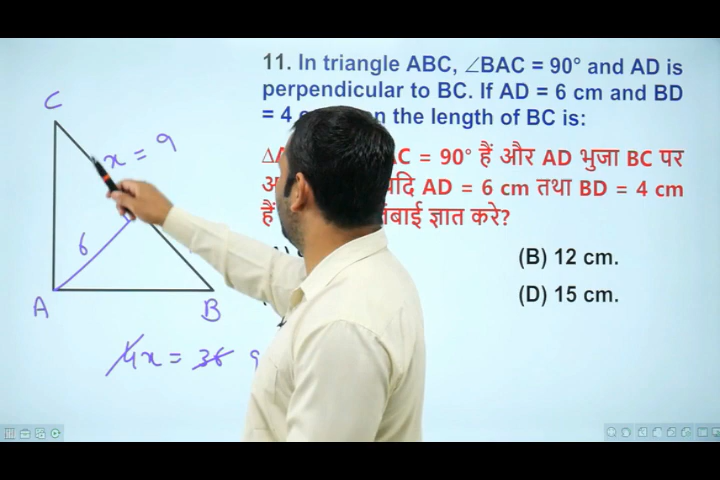 11. In triangle ABC, ∠BAC = 90° and AD is
perpendicular to BC. If AD = 6 cm and BD
= 4 the length of BC is:
= 90° हैं और AD भुजा BC पर
AD = 6 cm तथा BD = 4 cm
हैं ज्ञात करे?
(B) 12 cm.
(D) 15 cm.
C
x = 9
6
A
B
4x = 36 9